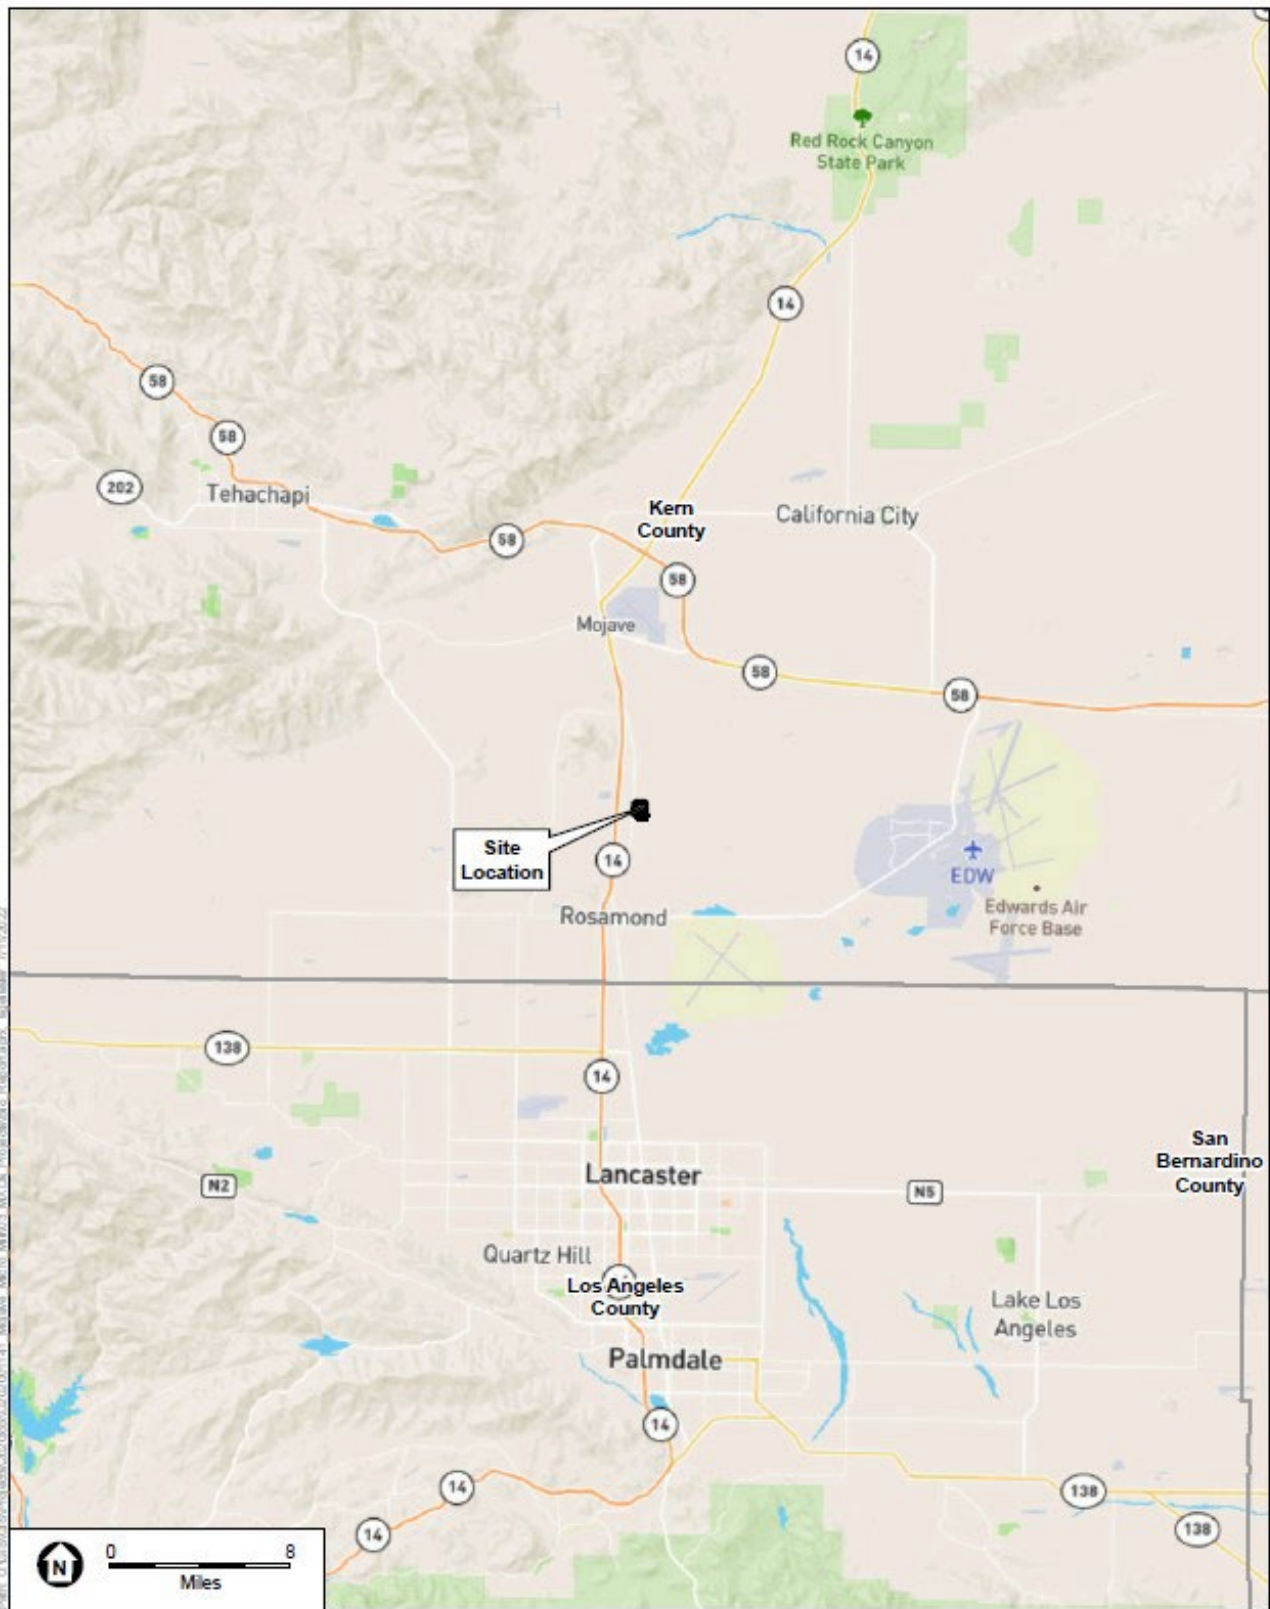 14
Red Rock Canyon
State Park
14
58
58
202
Tehachapi
Kern
County
California City
58
58
Mojave
58
58
Site
Location
14
EDW
Rosamond
Edwards Air
Force Base
138
14
San
Bernardino
County
N2
Lancaster
N5
Quartz Hill
Los Angeles
County
Lake Los
Angeles
Palmdale
14
14
138
14
138
N
0 8
Miles